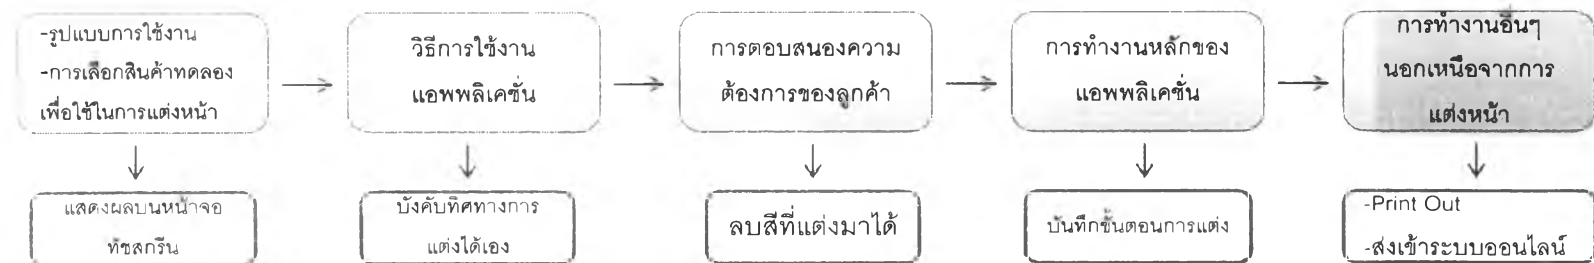 -รูปแบบการใช้งาน
-การเลือกสินค้าทดลอง
เพื่อใช้ในการแต่งหน้า
วิธีการใช้งาน
แอพพลิเคชั่น
การตอบสนองความ
ต้องการของลูกค้า
การทำงานหลักของ
แอพพลิเคชั่น
การทำงานอื่นๆ
นอกเหนือจากการ
แต่งหน้า
แสดงผลบนหน้าจอ
ทัชสกรีน
บังคับทิศทางการ
แต่งได้เอง
ลบสีที่แต่งมาได้
บันทึกขั้นตอนการแต่ง
-Print Out
-ส่งเข้าระบบออนไลน์